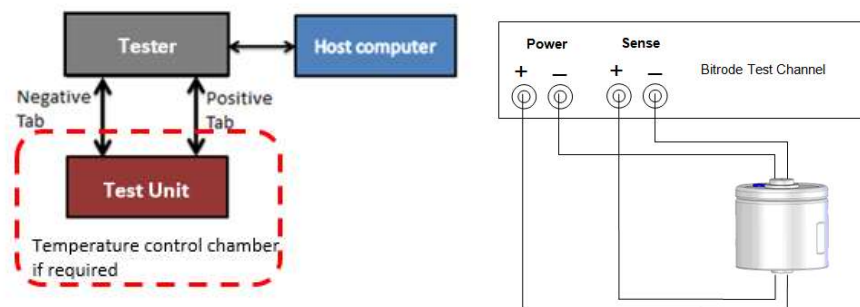 Tester
Host computer
Negative
Tab
Positive
Tab
Test Unit
Temperature control chamber
if required
Power
Sense
+ – + –
Bitrode Test Channel